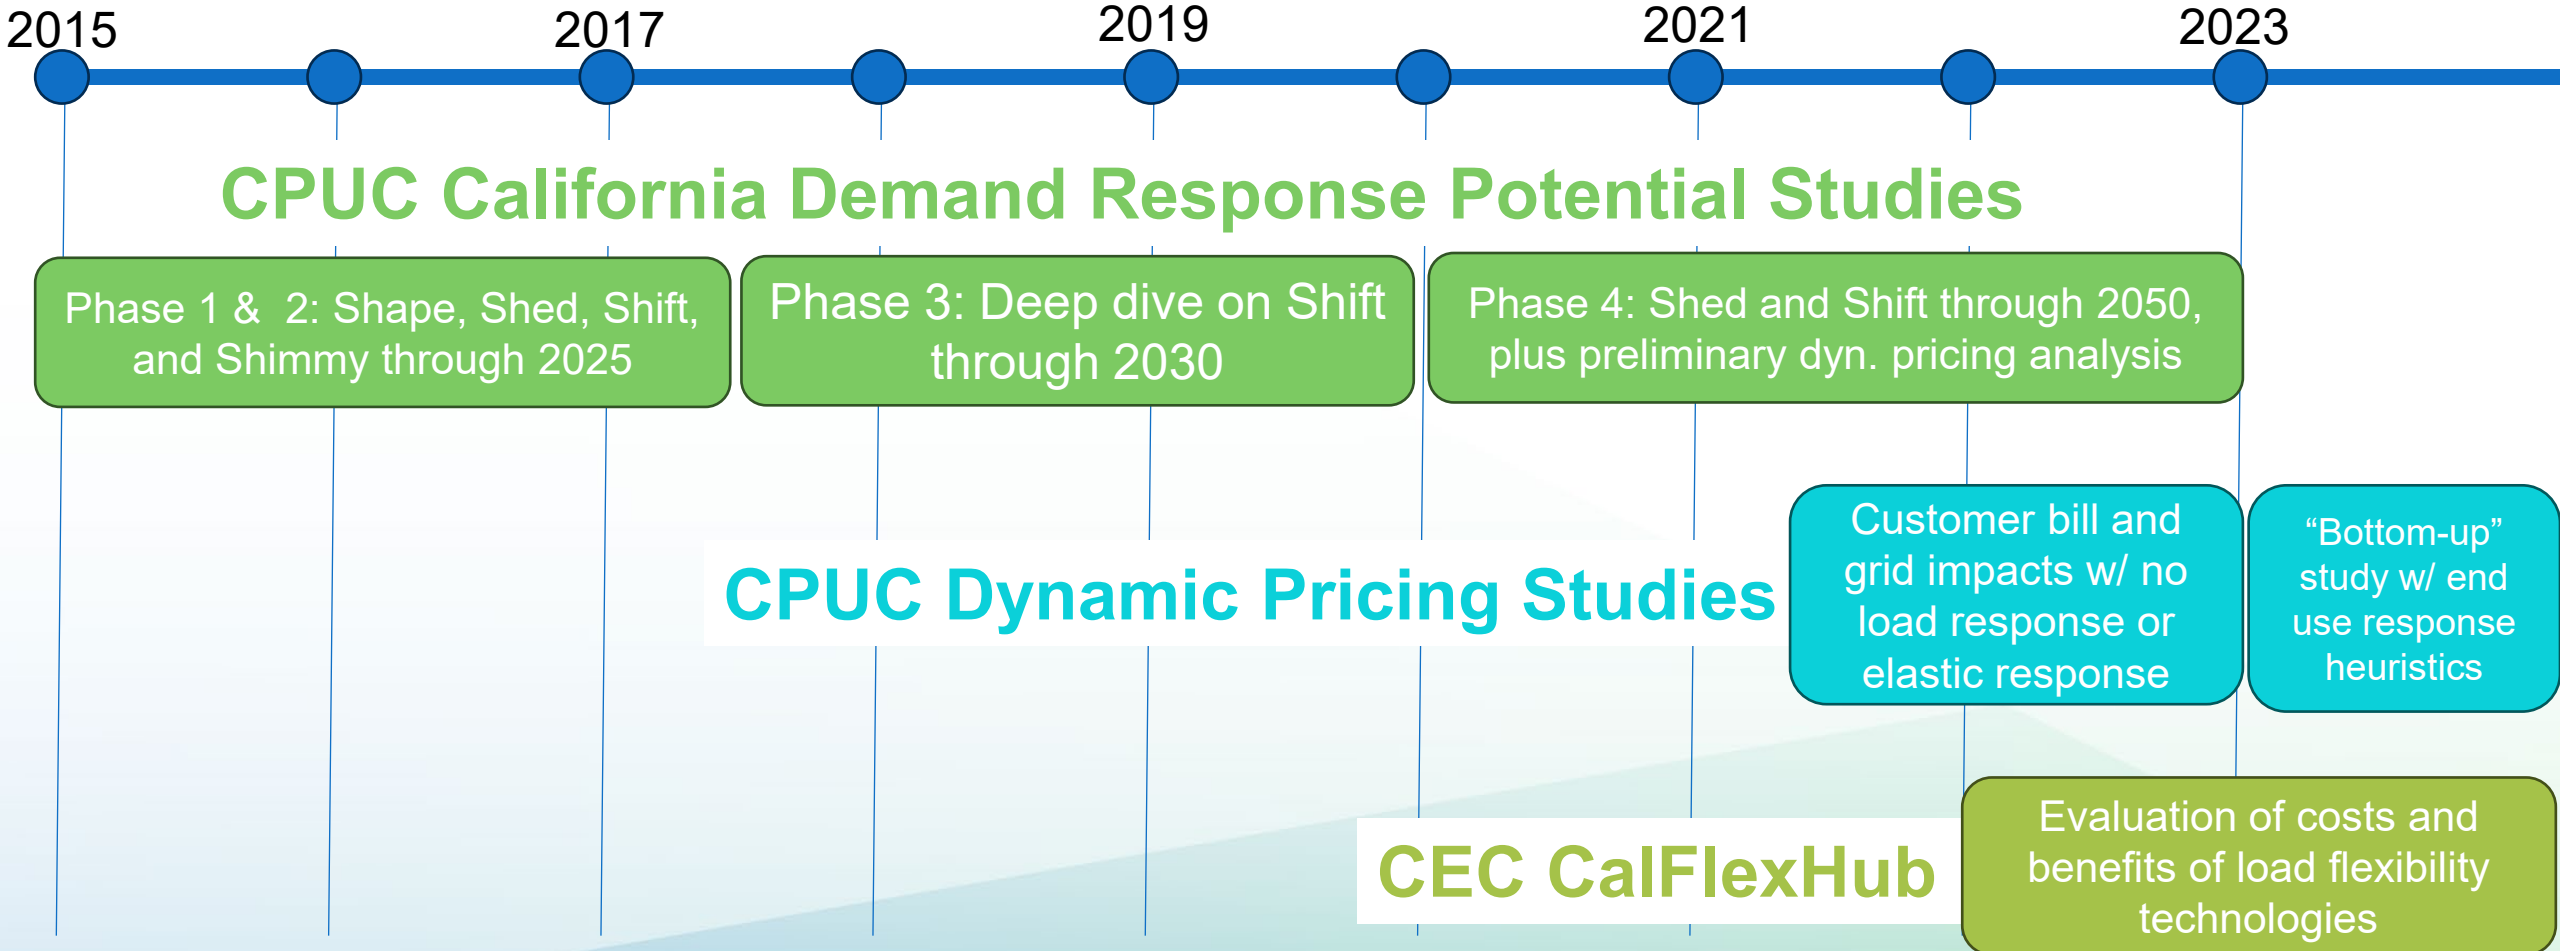 2015
2017
2019
2021
2023
CPUC California Demand Response Potential Studies
Phase 1 & 2: Shape, Shed, Shift,
and Shimmy through 2025
Phase 3: Deep dive on Shift
through 2030
Phase 4: Shed and Shift through 2050,
plus preliminary dyn. pricing analysis
CPUC Dynamic Pricing Studies
Customer bill and
grid impacts w/ no
load response or
elastic response
“Bottom-up”
study w/ end
use response
heuristics
CEC CalFlexHub
Evaluation of costs and
benefits of load flexibility
technologies